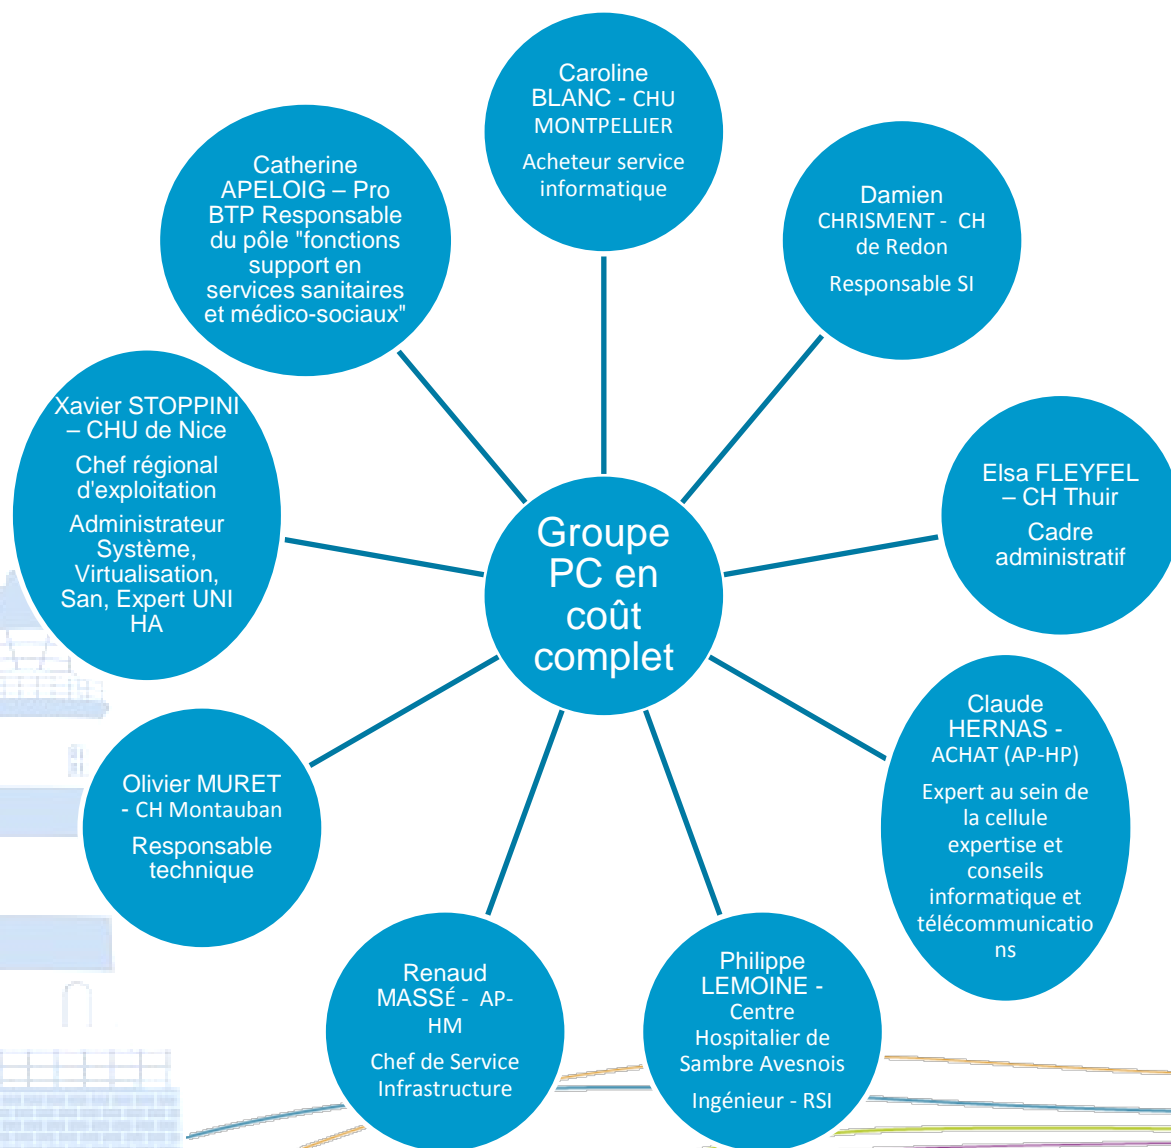 Caroline
BLANC - CHU
MONTPELLIER
Acheteur service
informatique
Catherine
APELOIG – Pro
BTP Responsable
du pôle "fonctions
support en
services sanitaires
et médico-sociaux"
Damien
CHRISMENT - CH
de Redon
Responsable SI
Xavier STOPPINI
– CHU de Nice
Chef régional
d'exploitation
Administrateur
Système,
Virtualisation,
San, Expert UNI
HA
Elsa FLEYFEL
– CH Thuir
Cadre
administratif
Groupe
PC en
coût
complet
Claude
HERNAS -
ACHAT (AP-HP)
Expert au sein de
la cellule
expertise et
conseils
informatique et
télécommunicatio
ns
Olivier MURET
- CH Montauban
Responsable
technique
Renaud
MASSÉ - AP-
HM
Chef de Service
Infrastructure
Philippe
LEMOINE -
Centre
Hospitalier de
Sambre Avesnois
Ingénieur - RSI